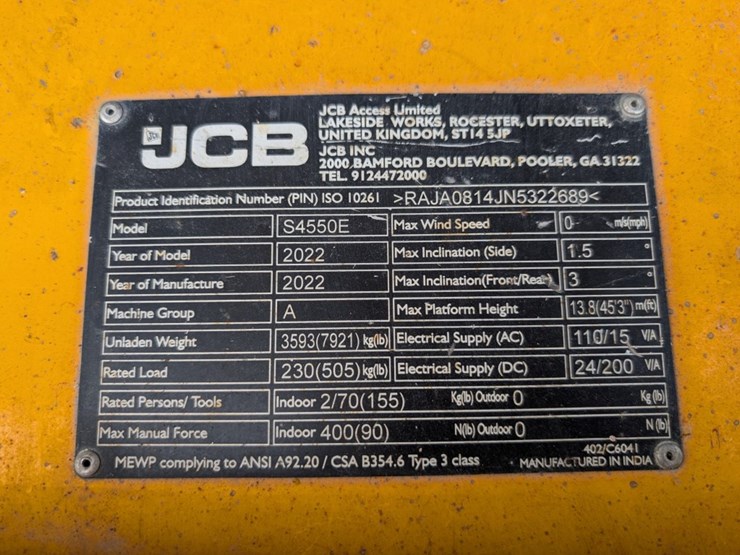 JCB
JCB Access Limited
LAKESIDE WORKS, ROCESTER, UTTOXETER,
UNITED KINGDOM, ST14 5JP
JCB INC
2000 BAMFORD BOULEVARD, POOLER, GA 31322
TEL. 9124472000
Product Identification Number (PIN) ISO 10261 >RAJA0814JN5322689<
Model S4550E Max Wind Speed 0 m/s(mph)
Year of Model 2022 Max Inclination (Side) 1.5 °
Year of Manufacture 2022 Max Inclination(Front/Rear) 3 °
Machine Group A Max Platform Height 13.8(45'3") m(ft)
Unladen Weight 3593(7921) kg(lb) Electrical Supply (AC) 110/15 V/A
Rated Load 230(505) kg(lb) Electrical Supply (DC) 24/200 V/A
Rated Persons/ Tools Indoor 2/70(155) Kg(lb) Outdoor 0 Kg (lb)
Max Manual Force Indoor 400(90) N(lb) Outdoor 0 N (lb)
402/C6041
MEWP complying to ANSI A92.20 / CSA B354.6 Type 3 class MANUFACTURED IN INDIA